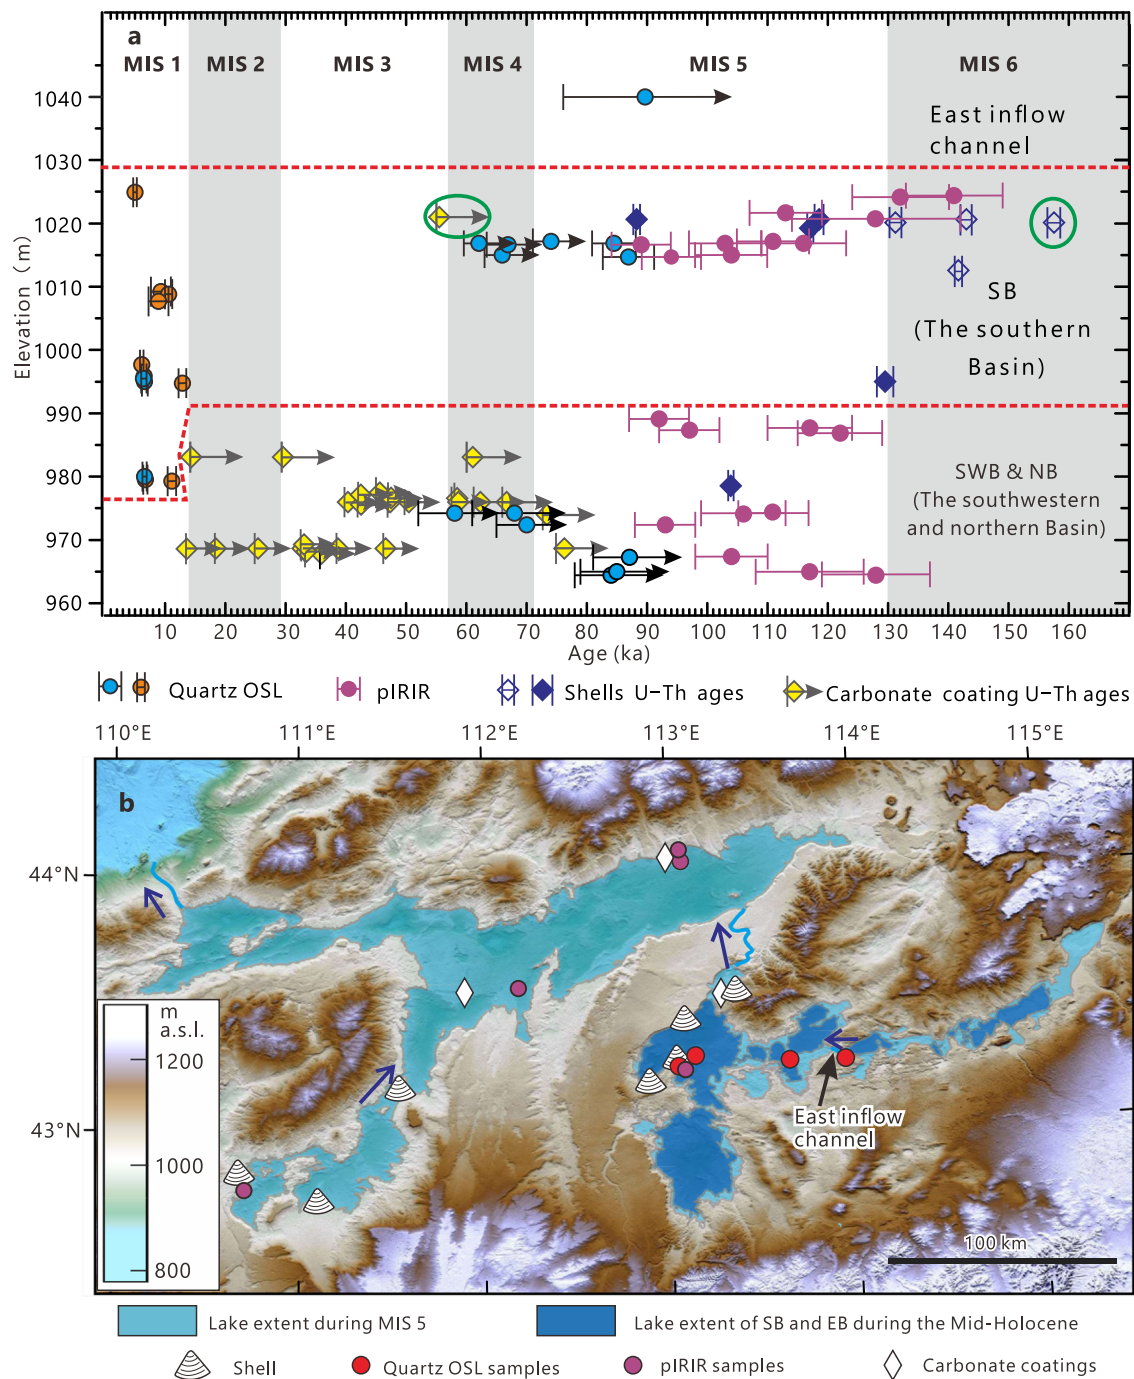 a
MIS 1
MIS 2
MIS 3
MIS 4
MIS 5
MIS 6
1040
1030
1020
1010
1000
990
980
970
960
Elevation (m)
East inflow
channel
SB
(The southern
Basin)
SWB & NB
(The southwestern
and northern Basin)
10
20
30
40
50
60
70
80
90
100
110
120
130
140
150
160
Age (ka)
Quartz OSL
pIRIR
Shells U-Th ages
Carbonate coating U-Th ages
110°E
111°E
112°E
113°E
114°E
115°E
b
44°N
43°N
m
a.s.l.
1200
1000
800
East inflow
channel
100 km
Lake extent during MIS 5
Lake extent of SB and EB during the Mid-Holocene
Shell
Quartz OSL samples
pIRIR samples
Carbonate coatings